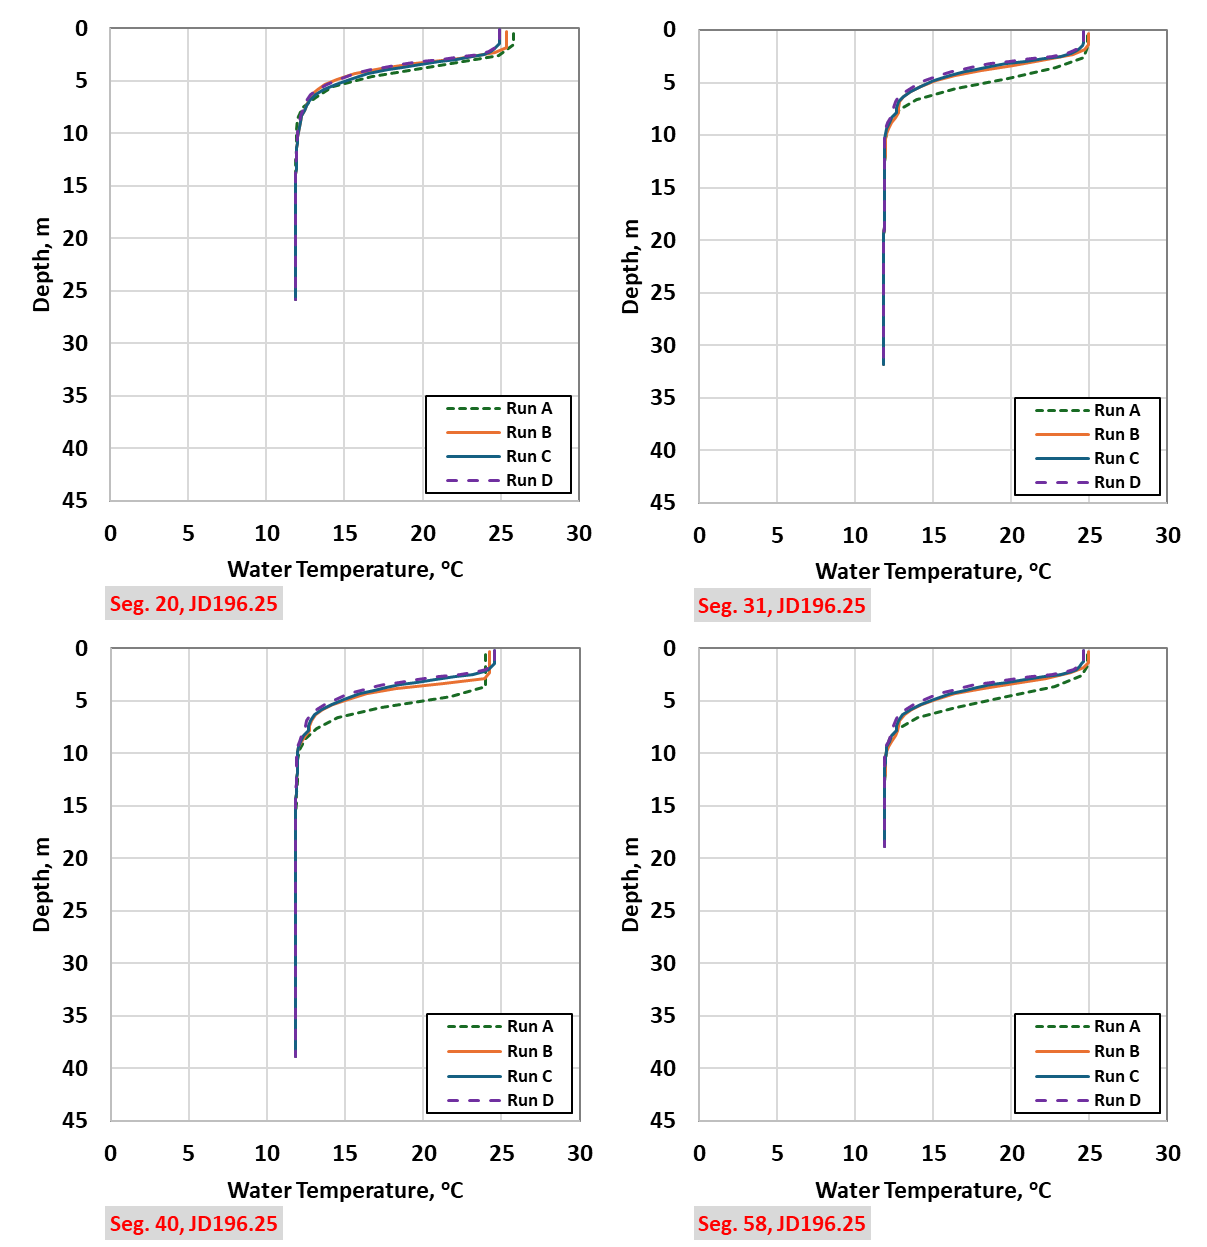 0
5
10
15
20
25
30
35
40
45
Depth, m
Run A
Run B
Run C
Run D
0 5 10 15 20 25 30
Water Temperature, °C
Seg. 20, JD196.25
0
5
10
15
20
25
30
35
40
45
Depth, m
Run A
Run B
Run C
Run D
0 5 10 15 20 25 30
Water Temperature, °C
Seg. 31, JD196.25
0
5
10
15
20
25
30
35
40
45
Depth, m
Run A
Run B
Run C
Run D
0 5 10 15 20 25 30
Water Temperature, °C
Seg. 40, JD196.25
0
5
10
15
20
25
30
35
40
45
Depth, m
Run A
Run B
Run C
Run D
0 5 10 15 20 25 30
Water Temperature, °C
Seg. 58, JD196.25